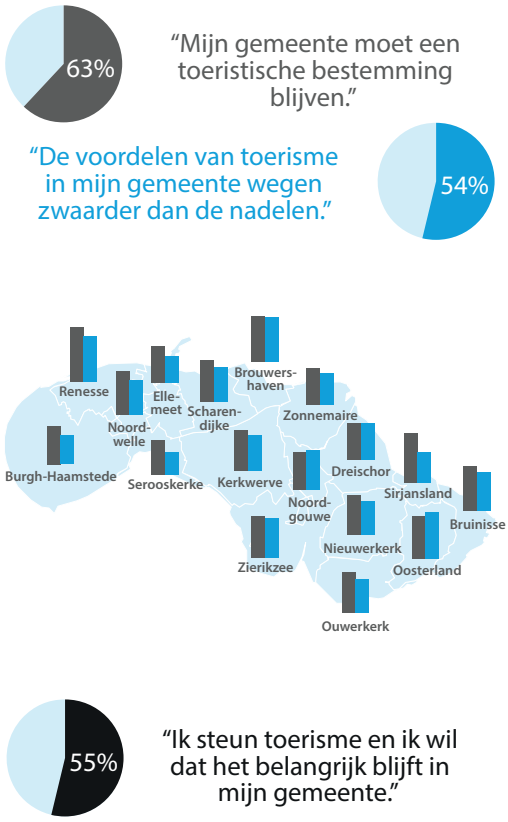 63%
“Mijn gemeente moet een
toeristische bestemming
blijven.”
“De voordelen van toerisme
in mijn gemeente wegen
zwaarder dan de nadelen.”
54%
Renesse
Noord-
welle
Elle-
meet
Scharen-
dijke
Brouwers-
haven
Zonnemaire
Burgh-Haamstede
Serooskerke
Kerkwerve
Noord-
gouwe
Dreischor
Sirjansland
Bruinisse
Zierikzee
Nieuwerkerk
Oosterland
Ouwerkerk
55%
“Ik steun toerisme en ik wil
dat het belangrijk blijft in
mijn gemeente.”